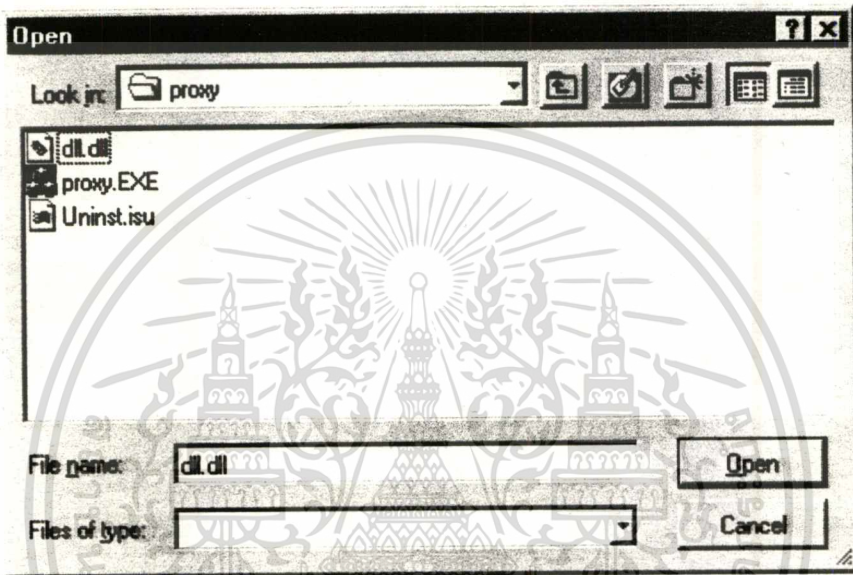 Open
Look in: proxy
dll.dll
proxy.EXE
Uninst.isu
File name: dll.dll
Open
Files of type:
Cancel